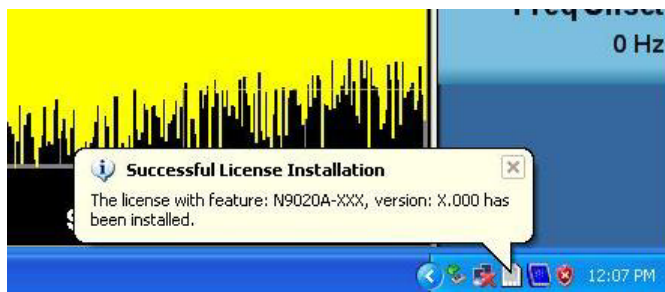 0 Hz
Successful License Installation
The license with feature: N9020A-XXX, version: X.000 has
been installed.
12:07 PM